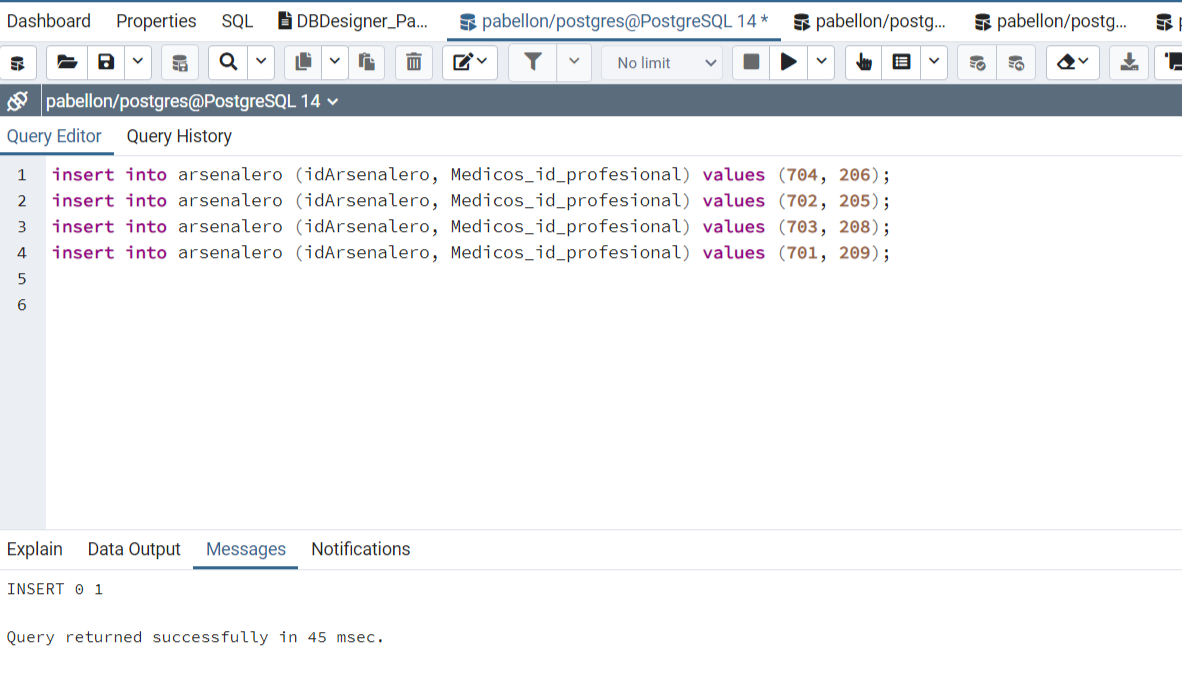 Dashboard Properties SQL DBDesigner_Pa... pabellon/postgres@PostgreSQL 14 * pabellon/postg... pabellon/postg...
No limit
pabellon/postgres@PostgreSQL 14
Query Editor Query History
1 insert into arsenalero (idArsenalero, Medicos_id_profesional) values (704, 206);
2 insert into arsenalero (idArsenalero, Medicos_id_profesional) values (702, 205);
3 insert into arsenalero (idArsenalero, Medicos_id_profesional) values (703, 208);
4 insert into arsenalero (idArsenalero, Medicos_id_profesional) values (701, 209);
5
6
Explain Data Output Messages Notifications
INSERT 0 1
Query returned successfully in 45 msec.